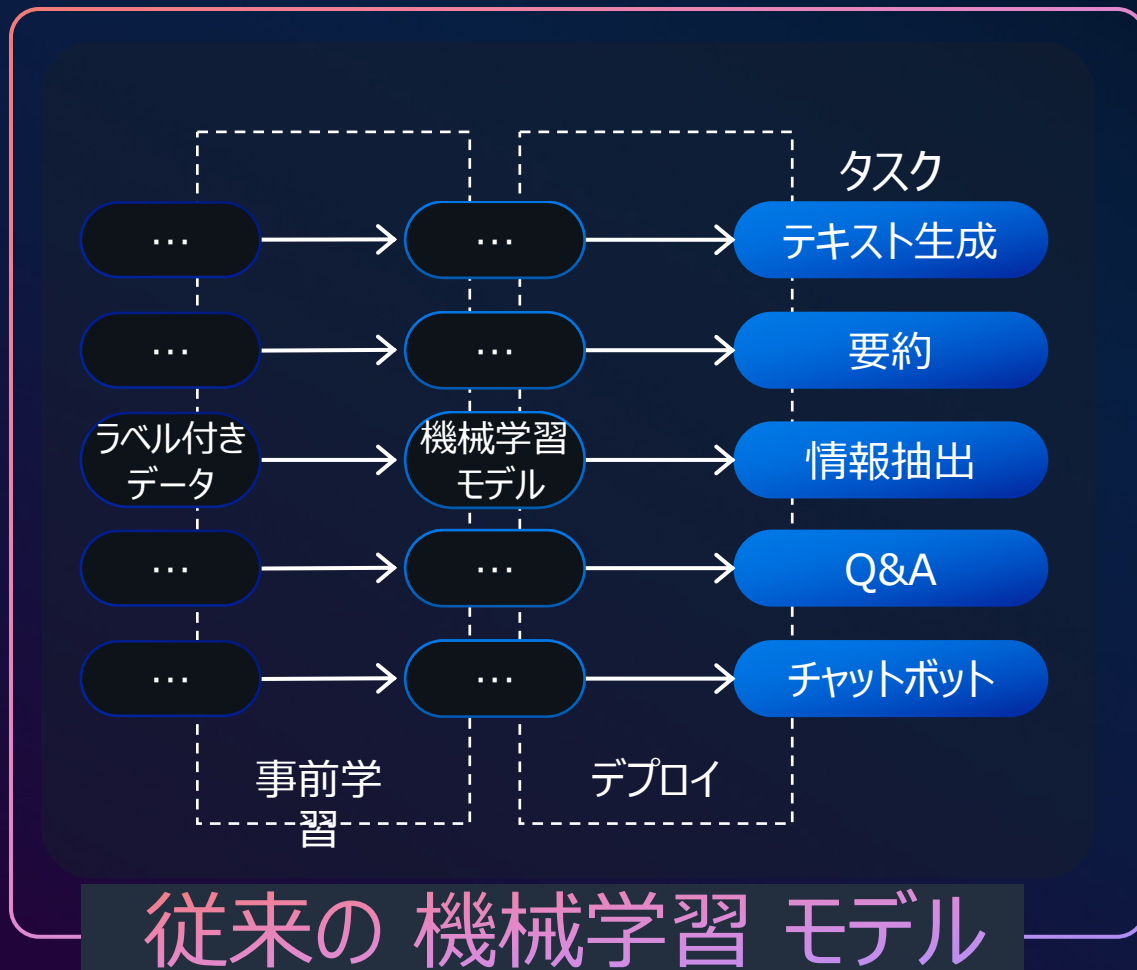 タスク
… … テキスト生成
… … 要約
ラベル付き
データ
機械学習
モデル
情報抽出
… … Q&A
… … チャットボット
事前学
習
デプロイ
従来の 機械学習 モデル